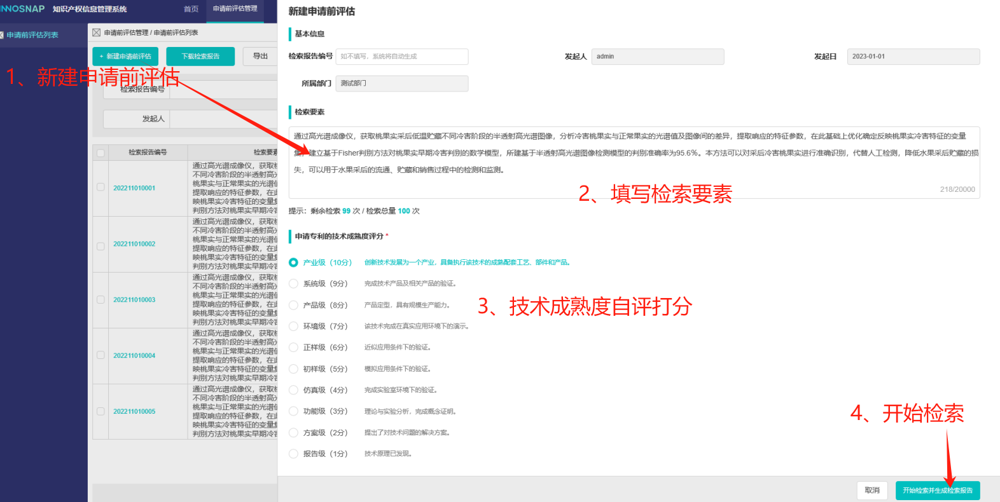 INNOSNAP 知识产权信息管理系统 首页 申请前评估管理
申请前评估列表
申请前评估管理 / 申请前评估列表
+ 新建申请前评估 下载检索报告 导出
1、新建申请前评估
检索报告编号
发起人
检索报告编号 检索要素
202211010001
通过高光谱成像仪，获取桃
不同冷害阶段的半透射高光
桃果实与正常果实的光谱值
提取响应的特征参数，在此
映桃果实冷害特征的变量集
判别方法对桃果实早期冷害
202211010002
通过高光谱成像仪，获取桃
不同冷害阶段的半透射高光
桃果实与正常果实的光谱值
提取响应的特征参数，在此
映桃果实冷害特征的变量集
判别方法对桃果实早期冷害
202211010003
通过高光谱成像仪，获取桃
不同冷害阶段的半透射高光
桃果实与正常果实的光谱值
提取响应的特征参数，在此
映桃果实冷害特征的变量集
判别方法对桃果实早期冷害
202211010004
通过高光谱成像仪，获取桃
不同冷害阶段的半透射高光
桃果实与正常果实的光谱值
提取响应的特征参数，在此
映桃果实冷害特征的变量集
判别方法对桃果实早期冷害
202211010005
通过高光谱成像仪，获取桃
不同冷害阶段的半透射高光
桃果实与正常果实的光谱值
提取响应的特征参数，在此
映桃果实冷害特征的变量集
判别方法对桃果实早期冷害
新建申请前评估
基本信息
检索报告编号 如不填写，系统将自动生成 发起人 admin 发起日 2023-01-01
所属部门 测试部门
检索要素
通过高光谱成像仪，获取桃果实采后低温贮藏不同冷害阶段的半透射高光谱图像，分析冷害桃果实与正常果实的光谱值及图像间的差异，提取响应的特征参数，在此基础上优化确定反映桃果实冷害特征的变量
集，建立基于Fisher判别方法对桃果实早期冷害判别的数学模型，所建基于半透射高光谱图像检测模型的判别准确率为95.6%。本方法可以对采后冷害桃果实进行准确识别，代替人工检测，降低水果采后贮藏的损
失，可以用于水果采后的流通、贮藏和销售过程中的检测和监测。
218/20000
2、填写检索要素
提示：剩余检索 99 次 / 检索总量 100 次
申请专利的技术成熟度评分 *
产业级（10分） 创新技术发展为一个产业，具备执行该技术的成熟配套工艺、部件和产品。
系统级（9分） 完成技术产品及相关产品的验证。
产品级（8分） 产品定型，具有规模生产能力。
3、技术成熟度自评打分
环境级（7分） 该技术完成在真实应用环境下的演示。
正样级（6分） 近似应用条件下的验证。
初样级（5分） 模拟应用条件下的验证。
仿真级（4分） 完成实验室环境下的验证。
功能级（3分） 理论与实验分析，完成概念证明。
方案级（2分） 提出了对技术问题的解决方案。
报告级（1分） 技术原理已发现。
4、开始检索
取消 开始检索并生成检索报告